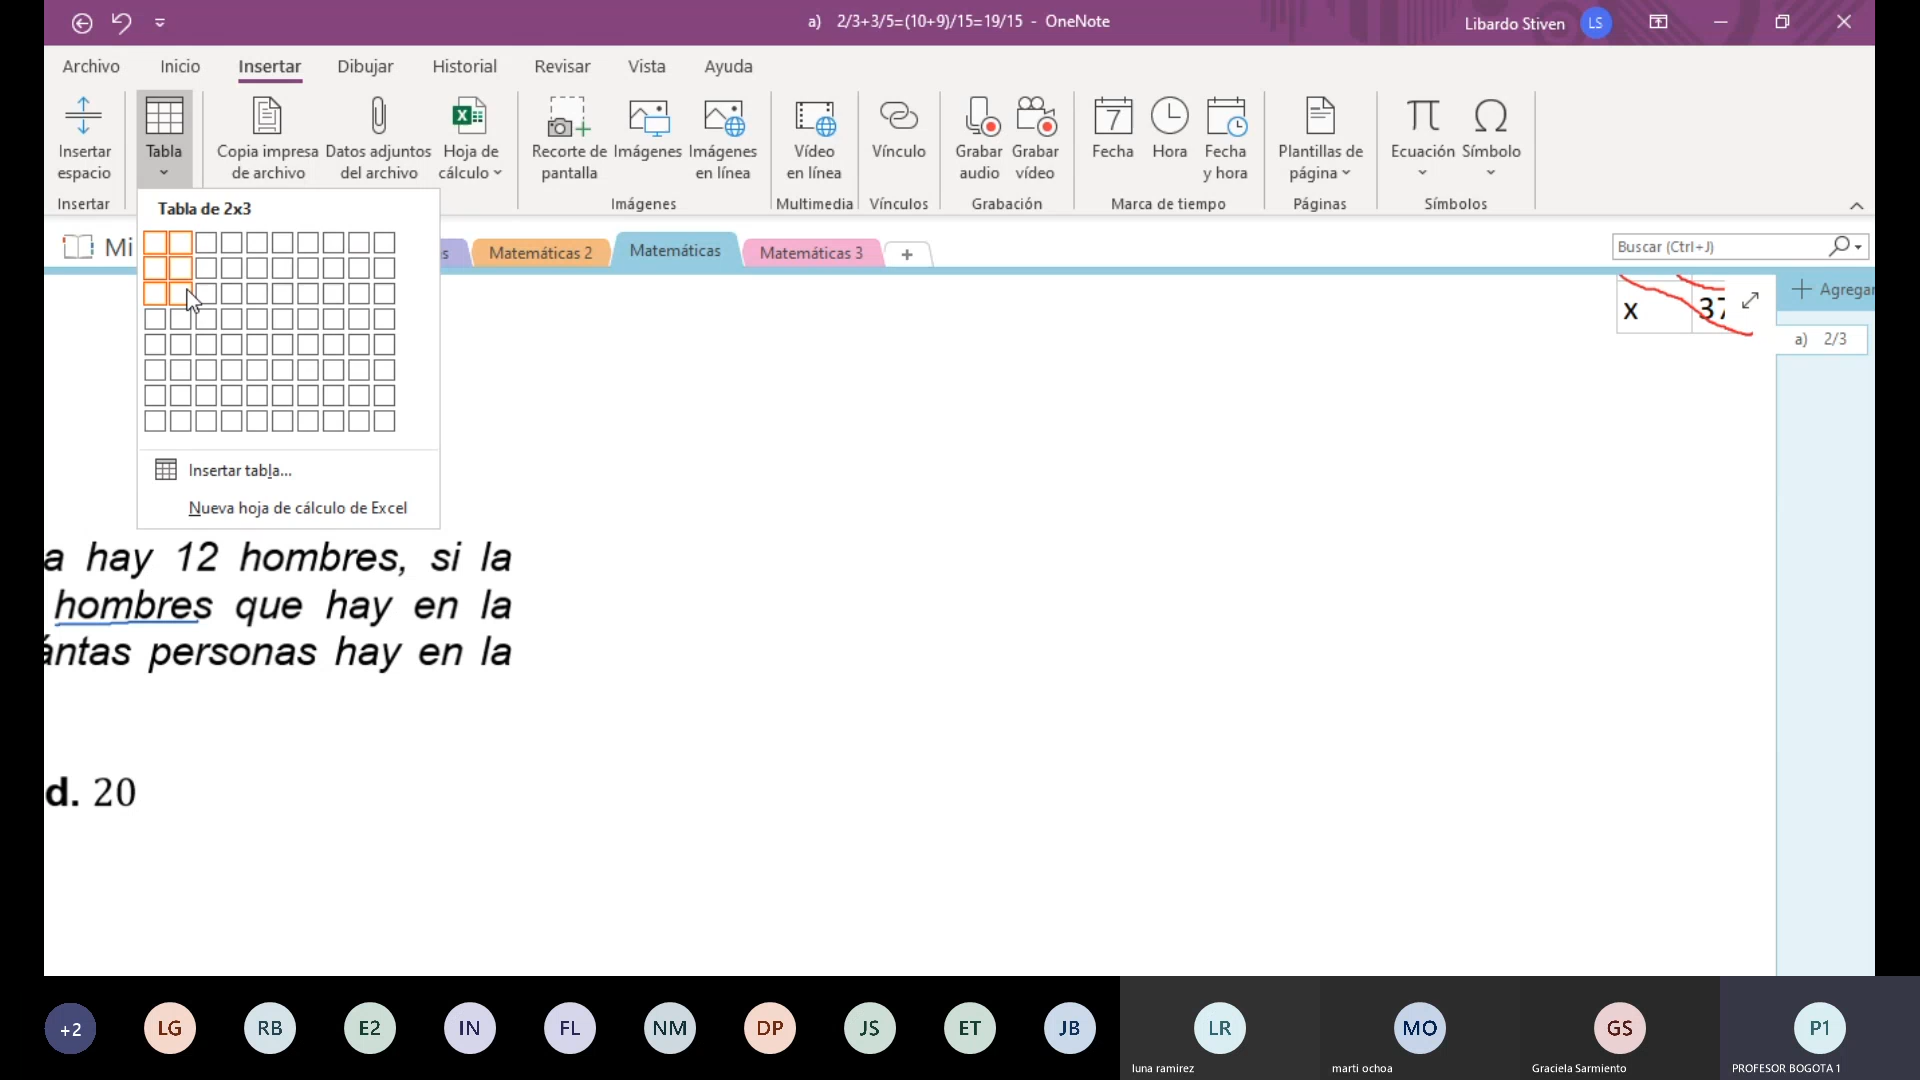 a) 2/3+3/5=(10+9)/15=19/15 - OneNote
Libardo Stiven
LS
Archivo Inicio Insertar Dibujar Historial Revisar Vista Ayuda
Insertar espacio
Tabla
Copia impresa de archivo
Datos adjuntos del archivo
Hoja de cálculo
Recorte de pantalla
Imágenes
Imágenes en línea
Vídeo en línea
Vínculo
Grabar audio
Grabar vídeo
7
Fecha
Hora
Fecha y hora
Plantillas de página
π
Ecuación
Ω
Símbolo
Insertar
Imágenes
Multimedia
Vínculos
Grabación
Marca de tiempo
Páginas
Símbolos
Tabla de 2x3
Insertar tabla...
Nueva hoja de cálculo de Excel
Mi
s
Matemáticas 2
Matemáticas
Matemáticas 3
+
Buscar (Ctrl+J)
x 37
Agregar
a) 2/3
a hay 12 hombres, si la
hombres que hay en la
ántas personas hay en la
d. 20
+2 LG RB E2 IN FL NM DP JS ET JB LR MO GS P1
luna ramirez
marti ochoa
Graciela Sarmiento
PROFESOR BOGOTA 1